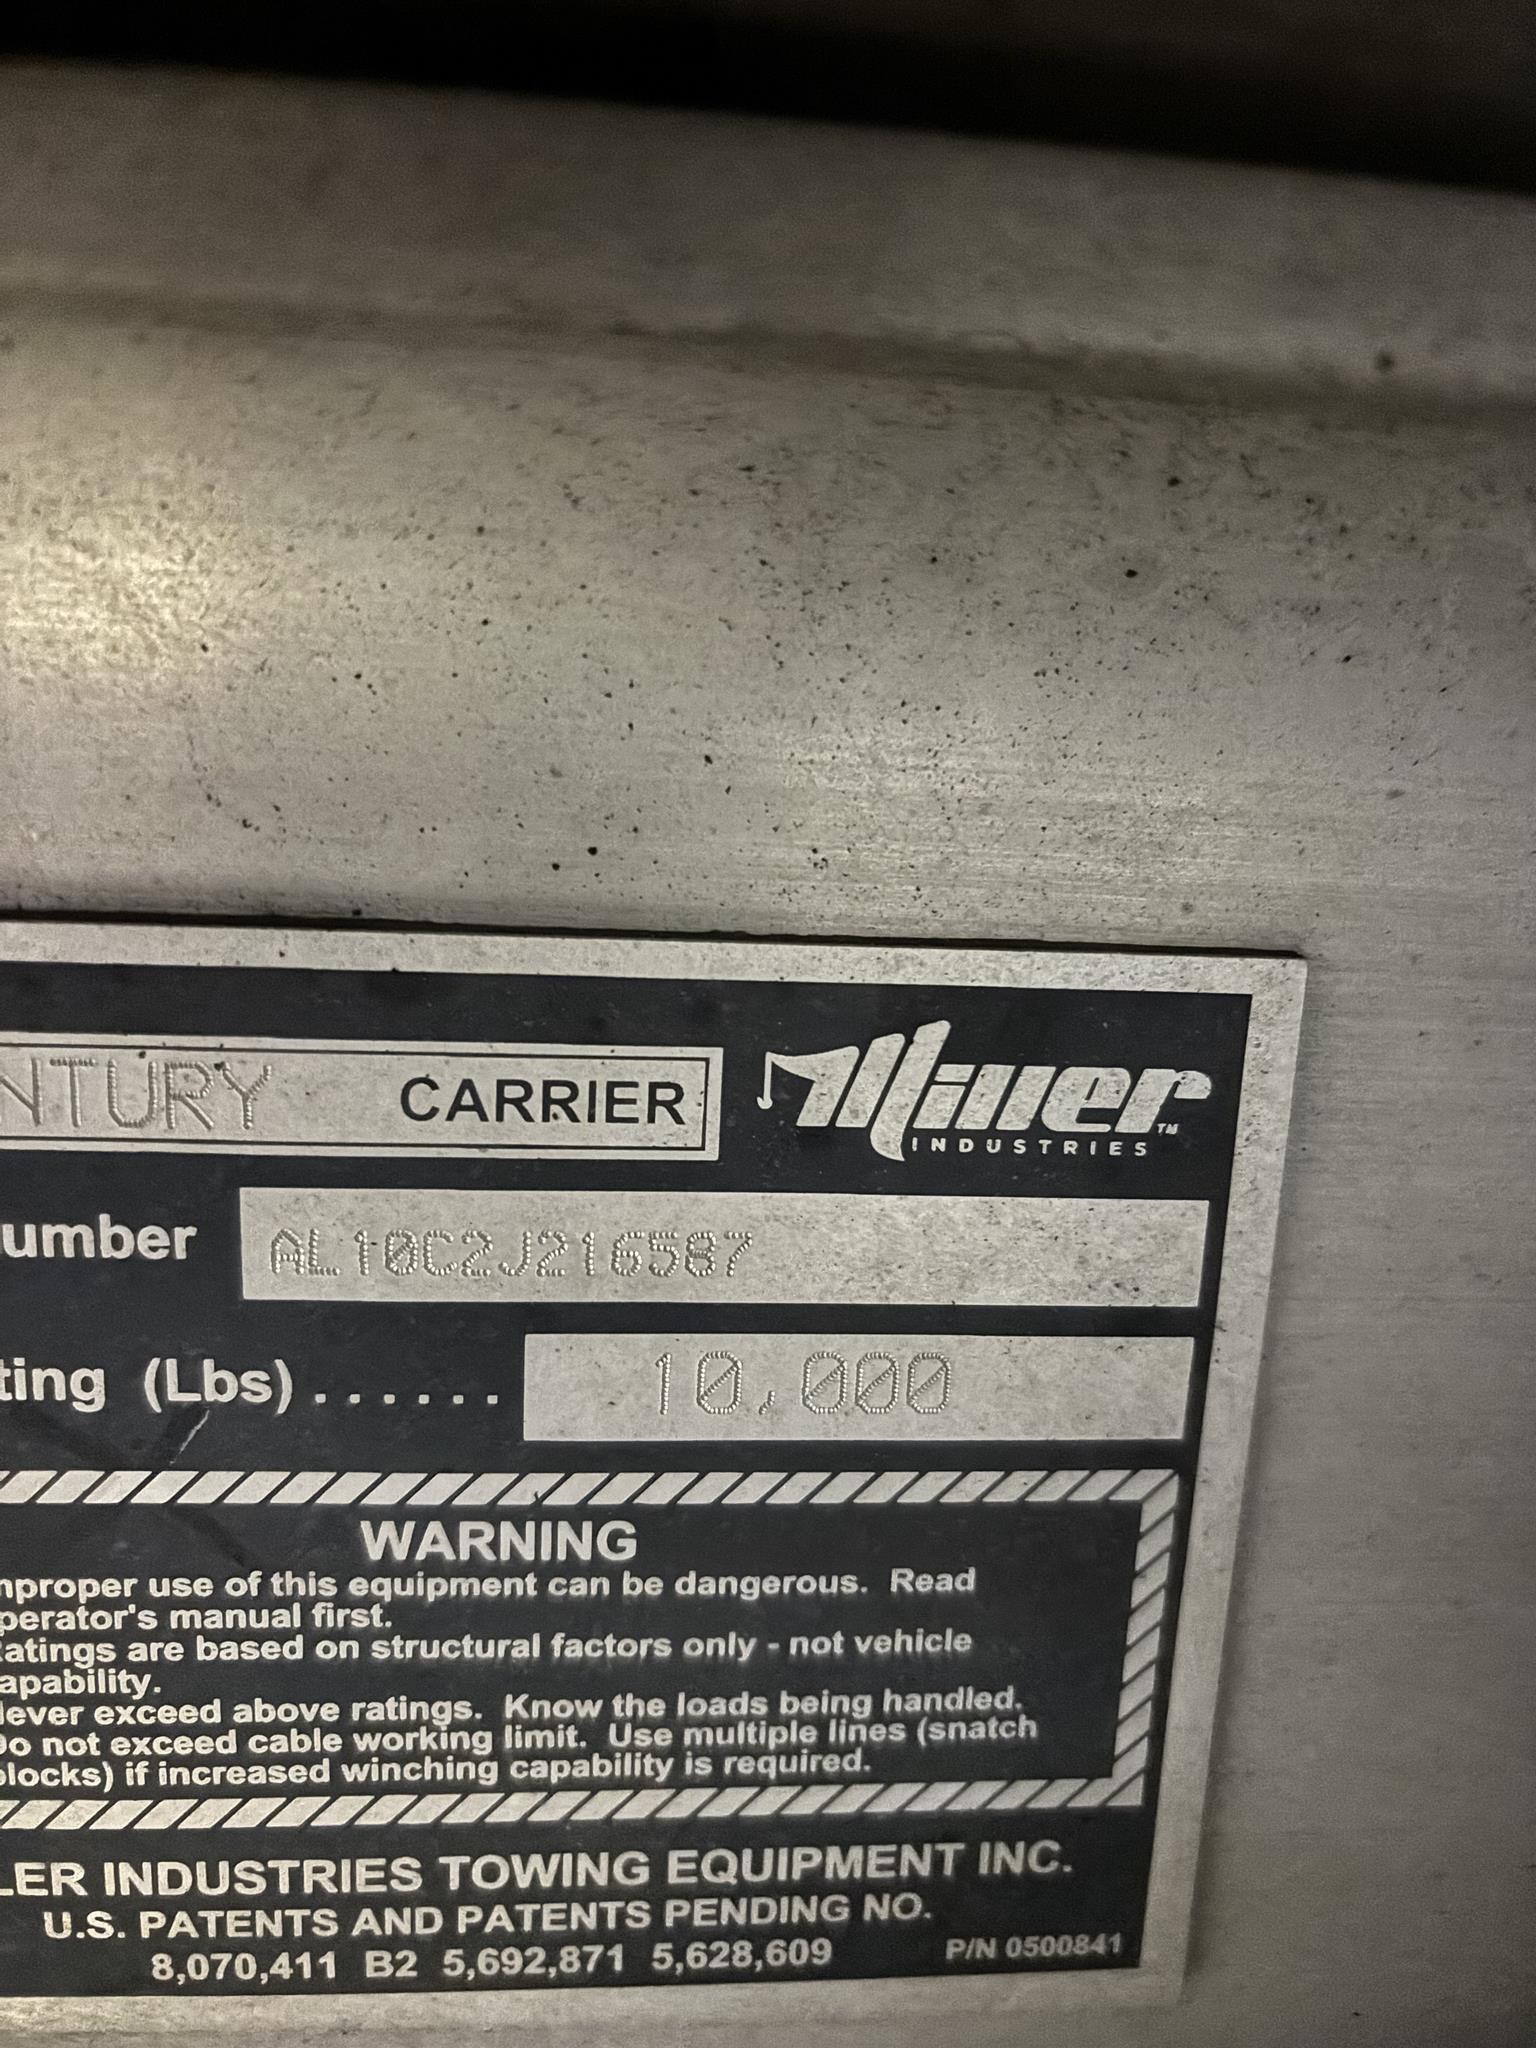 NTURY CARRIER
Miller™
INDUSTRIES
umber AL10C2J216587
ting (Lbs)...... 10,000
WARNING
mproper use of this equipment can be dangerous. Read
perator's manual first.
Ratings are based on structural factors only - not vehicle
apability.
Never exceed above ratings. Know the loads being handled.
Do not exceed cable working limit. Use multiple lines (snatch
blocks) if increased winching capability is required.
LER INDUSTRIES TOWING EQUIPMENT INC.
U.S. PATENTS AND PATENTS PENDING NO.
8,070,411 B2 5,692,871 5,628,609
P/N 0500841